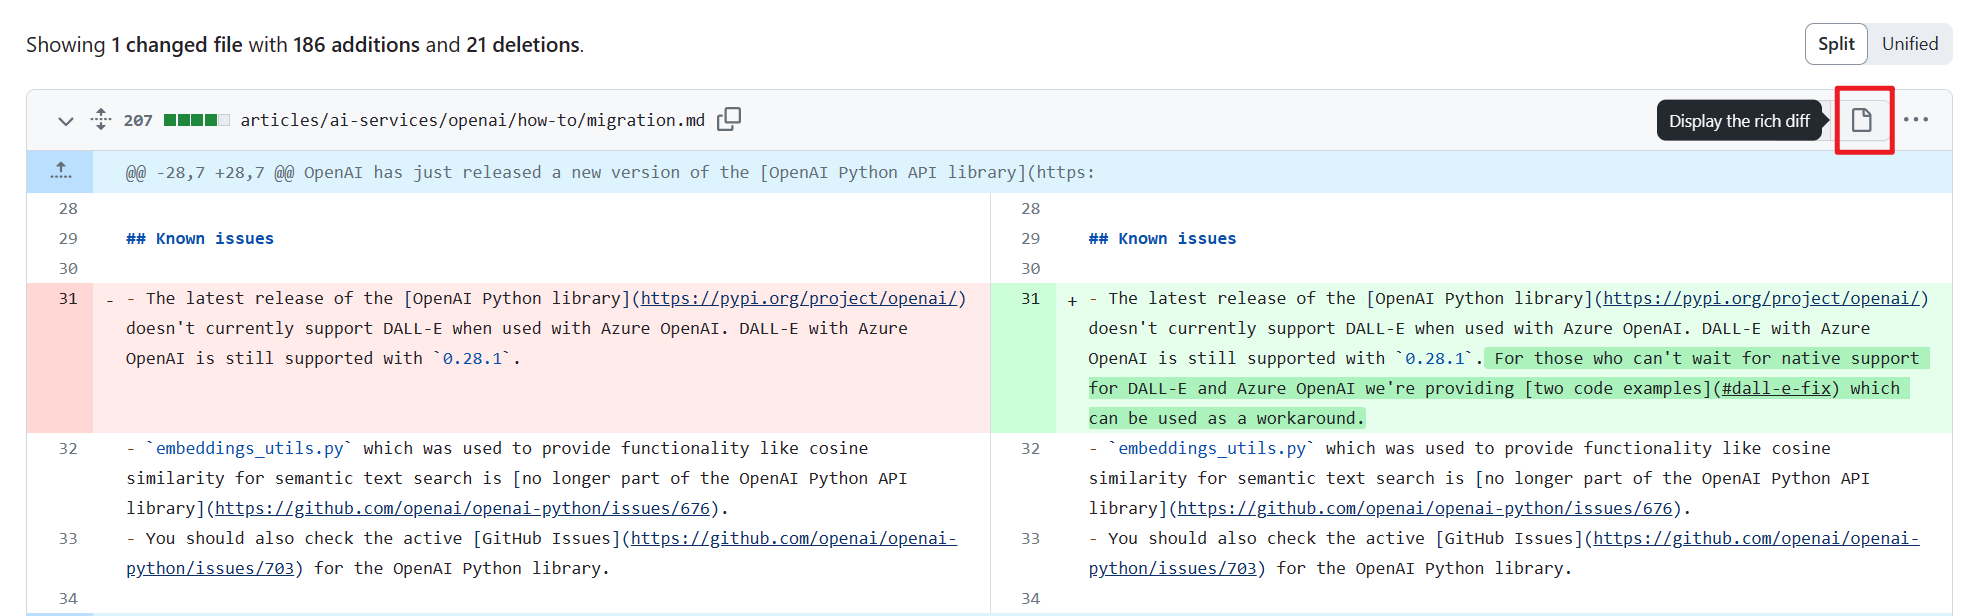 Showing 1 changed file with 186 additions and 21 deletions.
Split Unified
207 articles/ai-services/openai/how-to/migration.md
Display the rich diff
@@ -28,7 +28,7 @@ OpenAI has just released a new version of the [OpenAI Python API library](https:
28
29 ## Known issues
30
31 - - The latest release of the [OpenAI Python library](https://pypi.org/project/openai/)
doesn't currently support DALL-E when used with Azure OpenAI. DALL-E with Azure
OpenAI is still supported with `0.28.1`.
32 - `embeddings_utils.py` which was used to provide functionality like cosine
similarity for semantic text search is [no longer part of the OpenAI Python API
library](https://github.com/openai/openai-python/issues/676).
33 - You should also check the active [GitHub Issues](https://github.com/openai/openai-
python/issues/703) for the OpenAI Python library.
34
28
29 ## Known issues
30
31 + - The latest release of the [OpenAI Python library](https://pypi.org/project/openai/)
doesn't currently support DALL-E when used with Azure OpenAI. DALL-E with Azure
OpenAI is still supported with `0.28.1`. For those who can't wait for native support
for DALL-E and Azure OpenAI we're providing [two code examples](#dall-e-fix) which
can be used as a workaround.
32 - `embeddings_utils.py` which was used to provide functionality like cosine
similarity for semantic text search is [no longer part of the OpenAI Python API
library](https://github.com/openai/openai-python/issues/676).
33 - You should also check the active [GitHub Issues](https://github.com/openai/openai-
python/issues/703) for the OpenAI Python library.
34